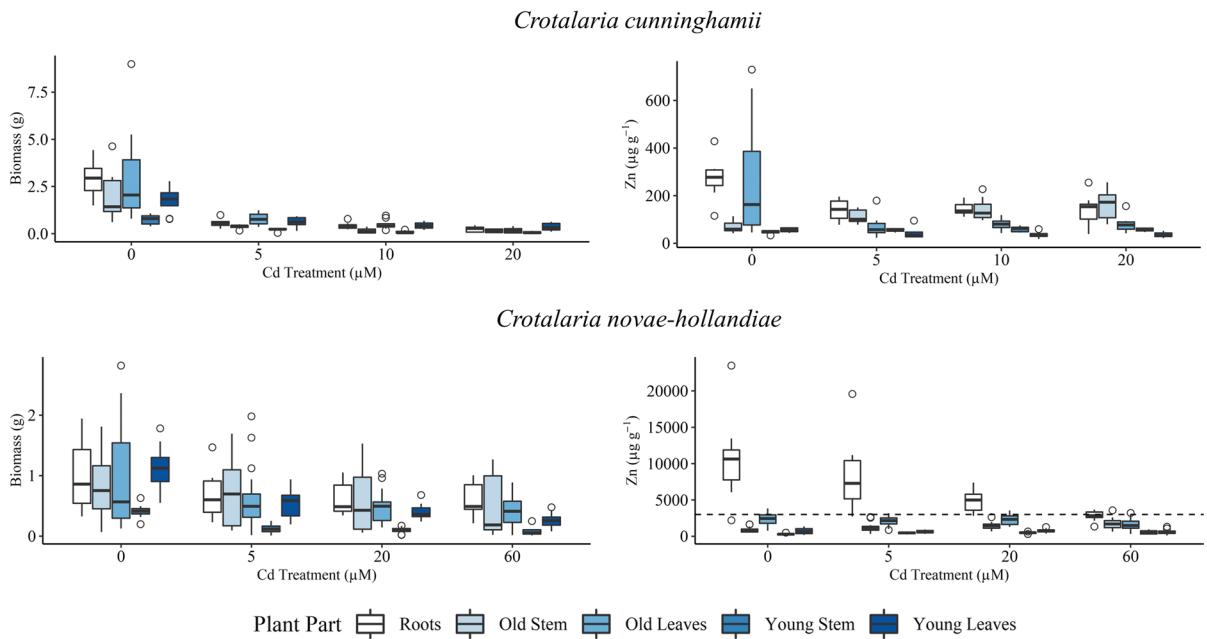 Crotalaria cunninghamii
Biomass (g)
7.5
5.0
2.5
0.0
0
5
10
20
Cd Treatment (µM)
Zn (µg g⁻¹)
600
400
200
0
0
5
10
20
Cd Treatment (µM)
Crotalaria novae-hollandiae
Biomass (g)
2
1
0
0
5
20
60
Cd Treatment (µM)
Zn (µg g⁻¹)
20000
15000
10000
5000
0
0
5
20
60
Cd Treatment (µM)
Plant Part Roots Old Stem Old Leaves Young Stem Young Leaves